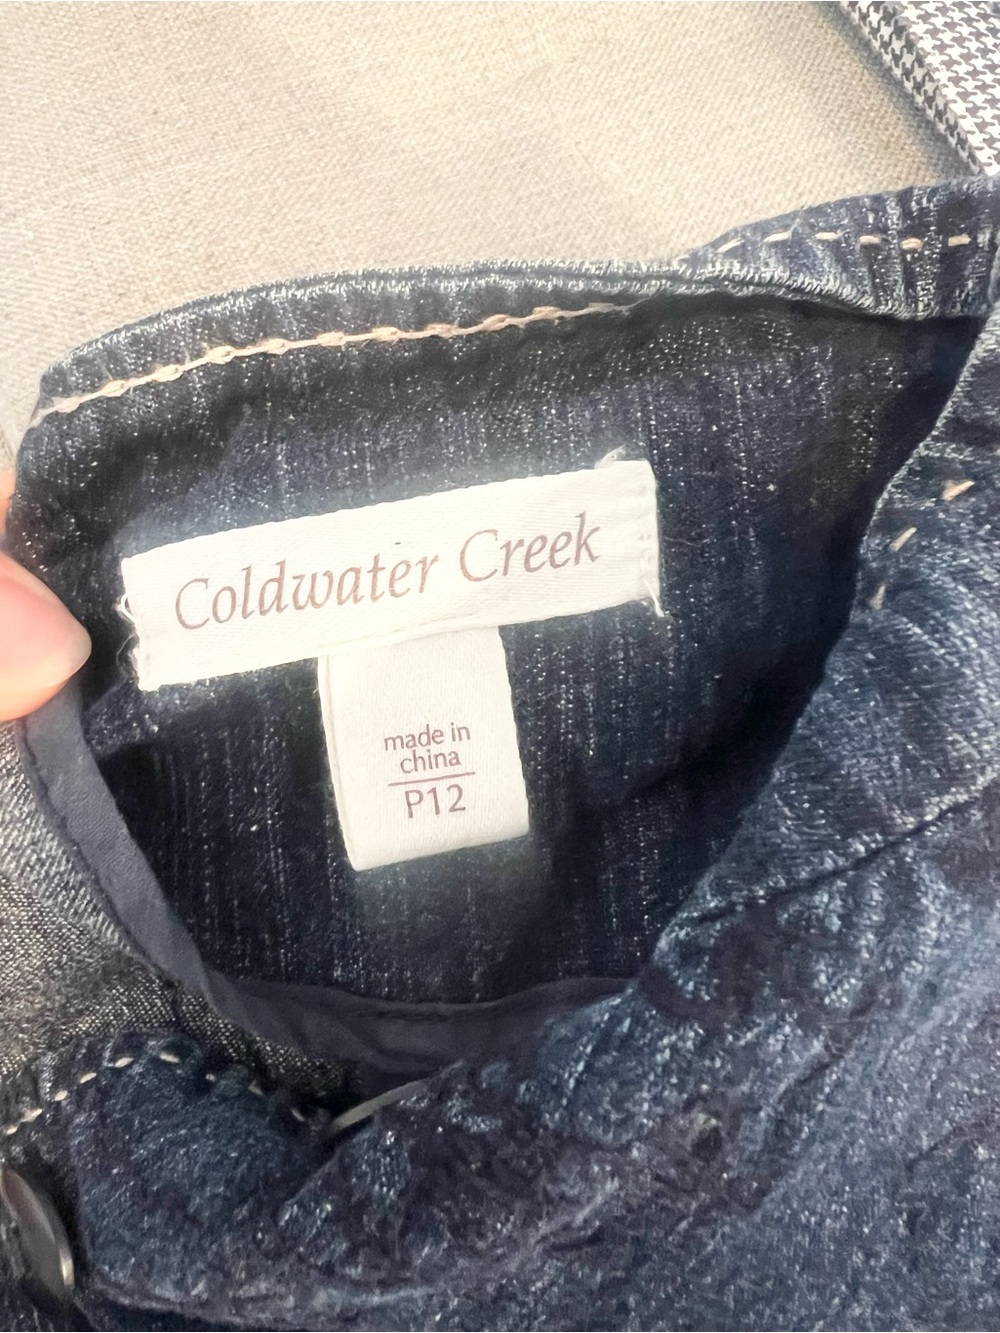 Coldwater Creek
made in
china
P12